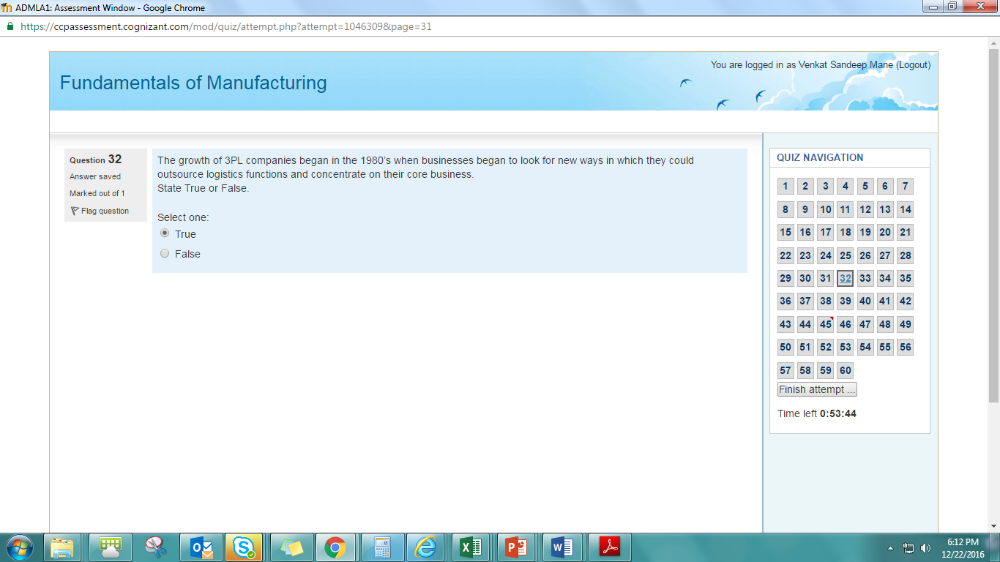 ADMLA1: Assessment Window - Google Chrome
https://ccpassessment.cognizant.com/mod/quiz/attempt.php?attempt=1046309&page=31
You are logged in as Venkat Sandeep Mane (Logout)
Fundamentals of Manufacturing
Question 32
Answer saved
Marked out of 1
Flag question
The growth of 3PL companies began in the 1980's when businesses began to look for new ways in which they could
outsource logistics functions and concentrate on their core business.
State True or False.
Select one:
True
False
QUIZ NAVIGATION
1 2 3 4 5 6 7
8 9 10 11 12 13 14
15 16 17 18 19 20 21
22 23 24 25 26 27 28
29 30 31 32 33 34 35
36 37 38 39 40 41 42
43 44 45 46 47 48 49
50 51 52 53 54 55 56
57 58 59 60
Finish attempt ...
Time left 0:53:44
6:12 PM
12/22/2016